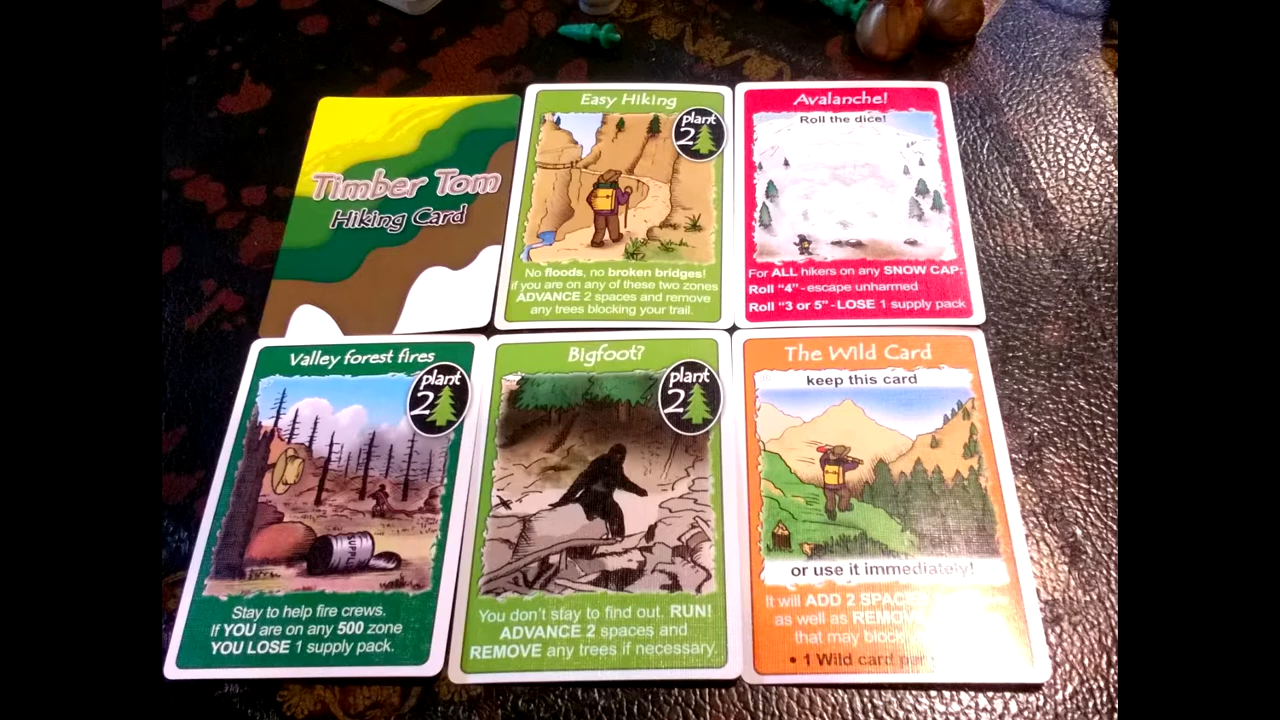 Timber Tom
Hiking Card
Easy Hiking
plant
2
No floods, no broken bridges!
if you are on any of these two zones
ADVANCE 2 spaces and remove
any trees blocking your trail.
Avalanche!
Roll the dice!
For ALL hikers on any SNOW CAP:
Roll "4" - escape unharmed
Roll "3 or 5" - LOSE 1 supply pack
Valley forest fires
plant
2
SUPPL
Stay to help fire crews.
If YOU are on any 500 zone
YOU LOSE 1 supply pack.
Bigfoot?
plant
2
You don't stay to find out. RUN!
ADVANCE 2 spaces and
REMOVE any trees if necessary.
The Wild Card
keep this card
or use it immediately!
It will ADD 2
as well as
that may block
• 1 Wild card per